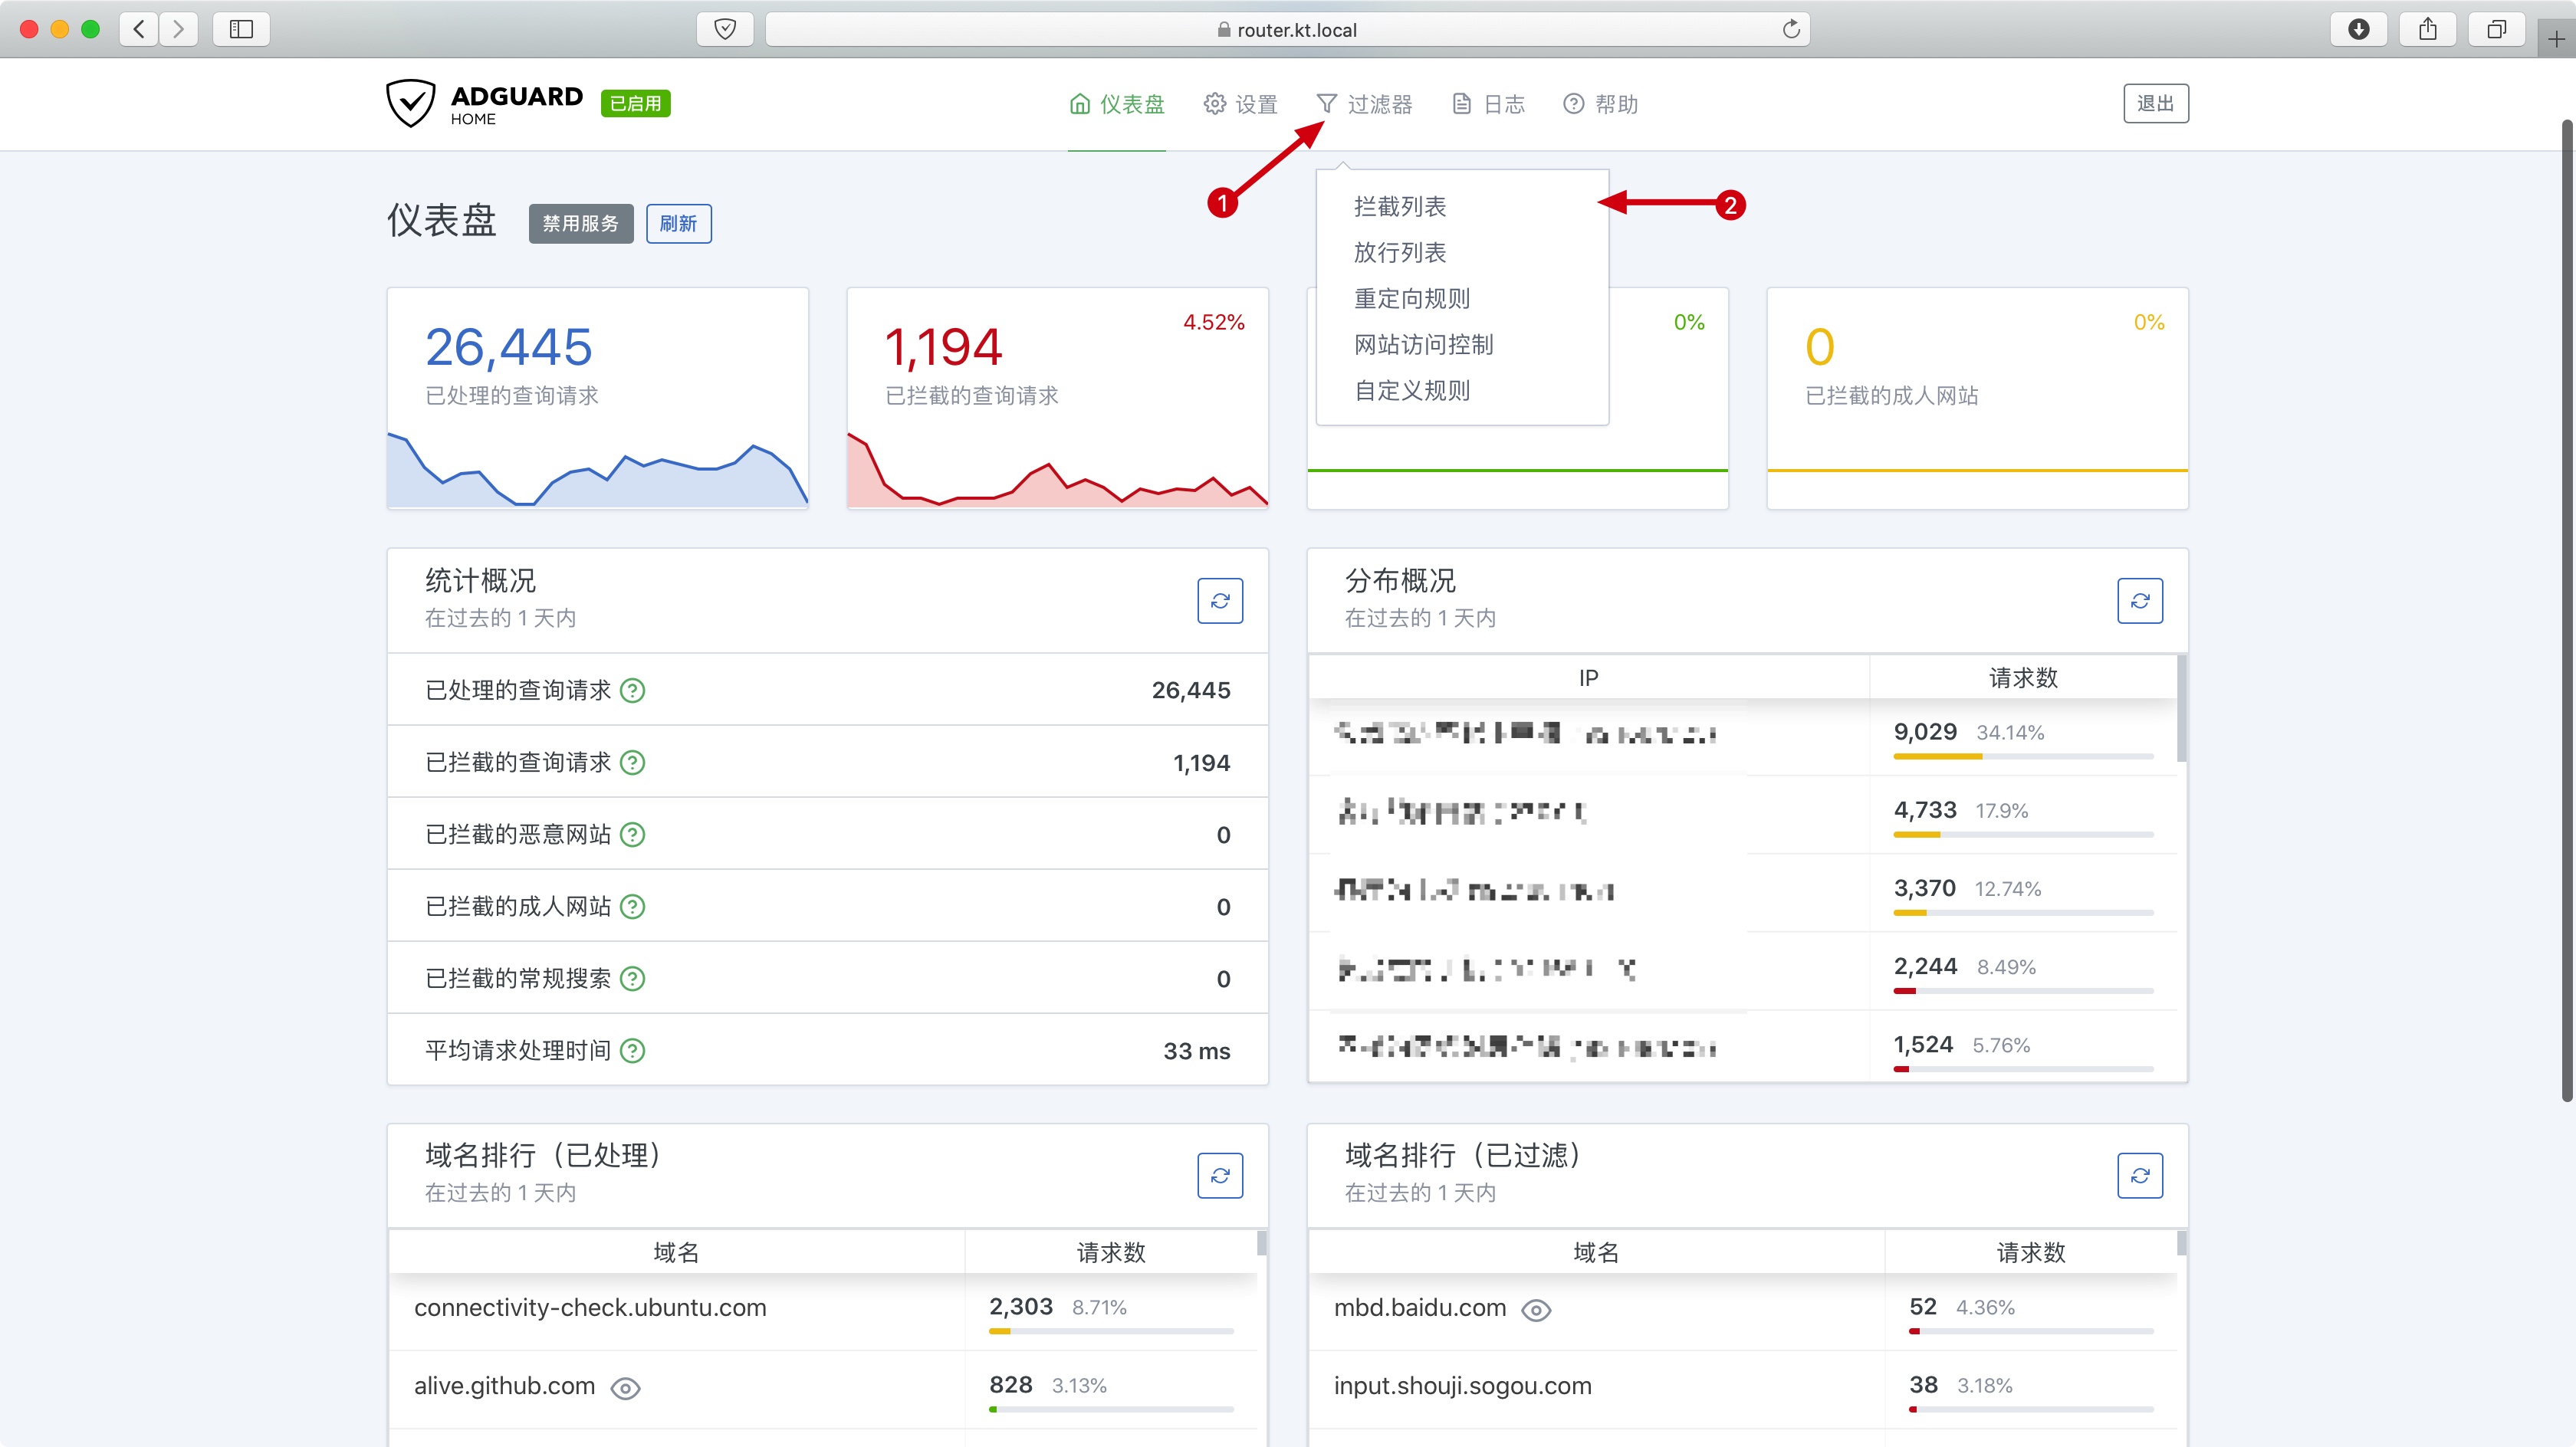 router.kt.local
ADGUARD
HOME
已启用
仪表盘
设置
过滤器
日志
帮助
退出
1
2
拦截列表
放行列表
重定向规则
网站访问控制
自定义规则
仪表盘
禁用服务
刷新
26,445
已处理的查询请求
1,194
4.52%
已拦截的查询请求
0%
0
0%
已拦截的成人网站
统计概况
在过去的 1 天内
已处理的查询请求 26,445
已拦截的查询请求 1,194
已拦截的恶意网站 0
已拦截的成人网站 0
已拦截的常规搜索 0
平均请求处理时间 33 ms
分布概况
在过去的 1 天内
IP 请求数
9,029 34.14%
4,733 17.9%
3,370 12.74%
2,244 8.49%
1,524 5.76%
域名排行（已处理）
在过去的 1 天内
域名 请求数
connectivity-check.ubuntu.com 2,303 8.71%
alive.github.com 828 3.13%
域名排行（已过滤）
在过去的 1 天内
域名 请求数
mbd.baidu.com 52 4.36%
input.shouji.sogou.com 38 3.18%